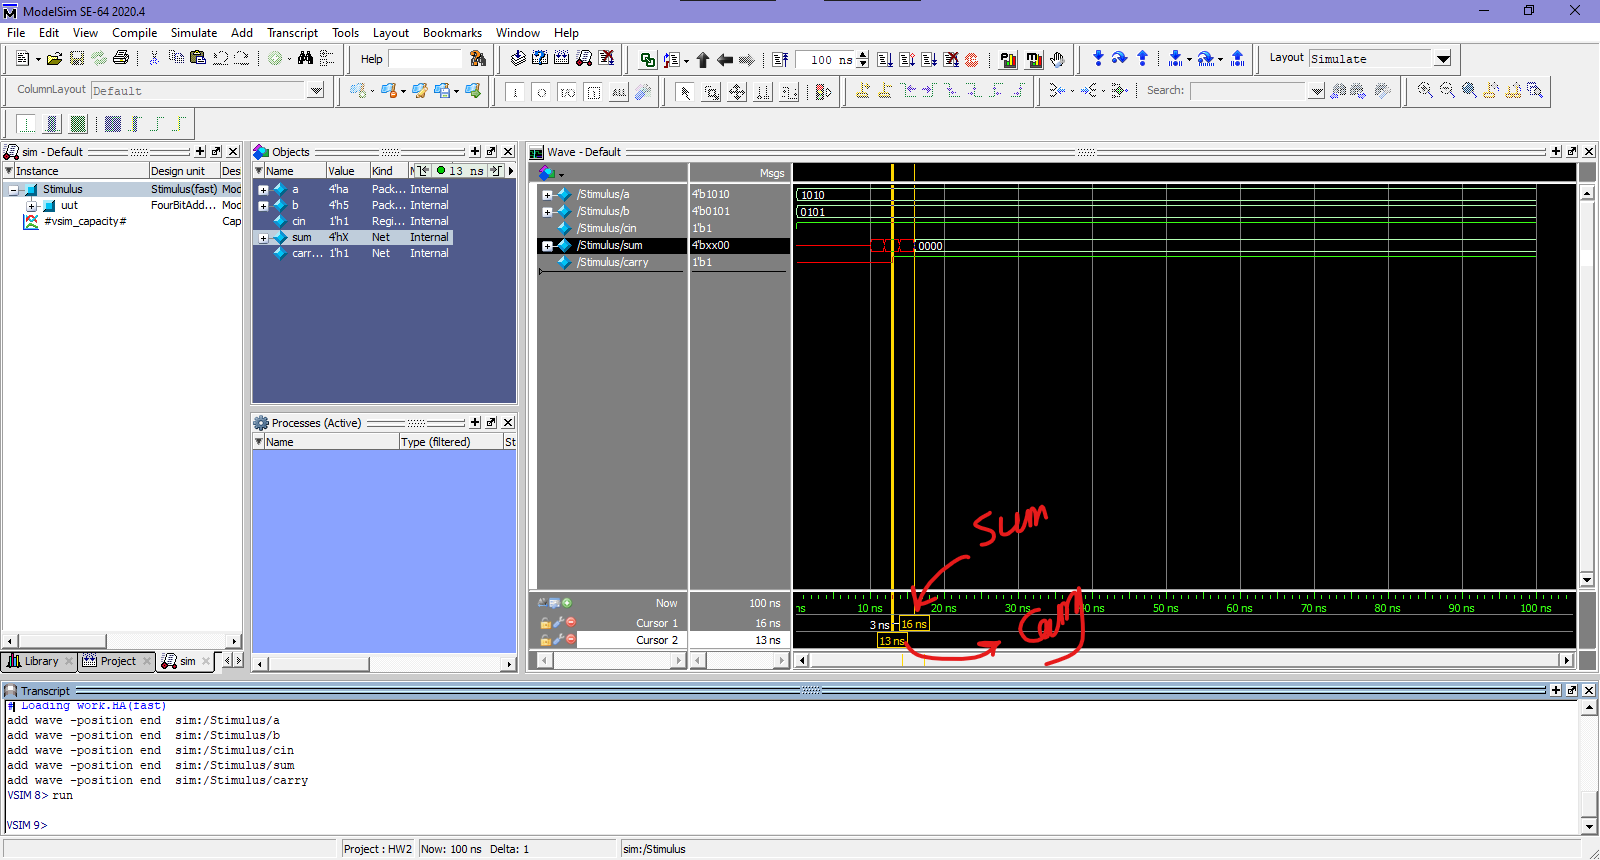 ModelSim SE-64 2020.4
File Edit View Compile Simulate Add Transcript Tools Layout Bookmarks Window Help
Help 100 ns Layout Simulate
ColumnLayout Default I/O ALL Search:
sim - Default
Instance Design unit Des
Stimulus Stimulus(fast) Mod
uut FourBitAdd... Mod
#vsim_capacity# Cap
Library Project sim
Objects
Name Value Kind 13 ns
a 4'ha Pack... Internal
b 4'h5 Pack... Internal
cin 1'h1 Regi... Internal
sum 4'hX Net Internal
carr... 1'h1 Net Internal
Processes (Active)
Name Type (filtered) St
Wave - Default
Msgs
/Stimulus/a 4'b1010 1010
/Stimulus/b 4'b0101 0101
/Stimulus/cin 1'b1
/Stimulus/sum 4'bxx00 0000
/Stimulus/carry 1'b1
sum
Now 100 ns ns 10 ns 20 ns 30 ns ns 50 ns 60 ns 70 ns 80 ns 90 ns 100 ns
Cursor 1 16 ns 3 ns 16 ns
Cursor 2 13 ns 13 ns
Carry
Transcript
# Loading work.HA(fast)
add wave -position end sim:/Stimulus/a
add wave -position end sim:/Stimulus/b
add wave -position end sim:/Stimulus/cin
add wave -position end sim:/Stimulus/sum
add wave -position end sim:/Stimulus/carry
VSIM 8> run
VSIM 9>
Project : HW2 Now: 100 ns Delta: 1 sim:/Stimulus